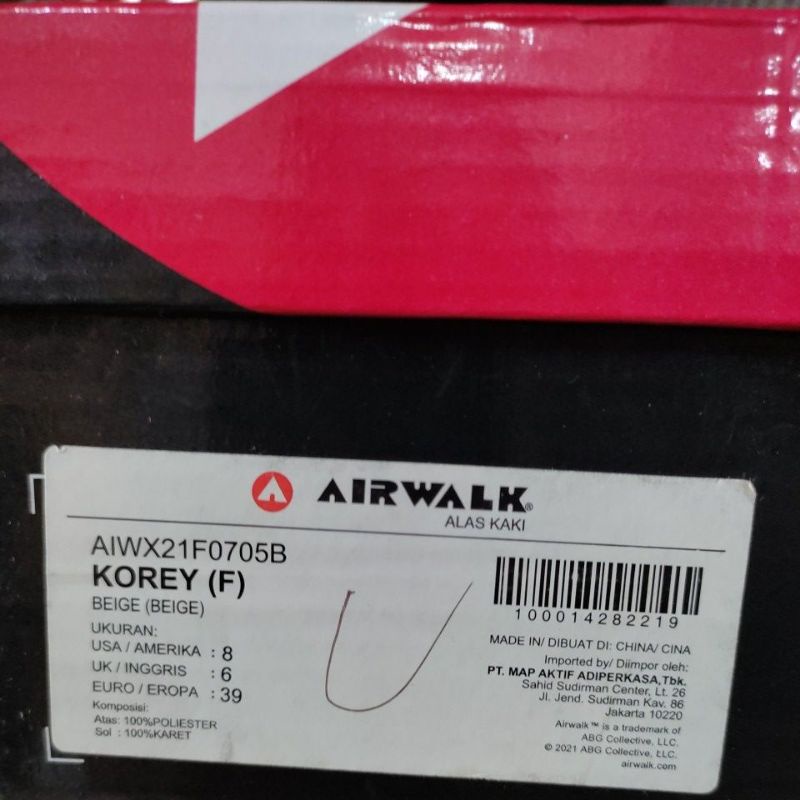 AIRWALK®
ALAS KAKI
AIWX21F0705B
KOREY (F)
BEIGE (BEIGE)
UKURAN:
USA / AMERIKA : 8
UK / INGGRIS : 6
EURO / EROPA : 39
Komposisi:
Atas: 100%POLIESTER
Sol : 100%KARET
100014282219
MADE IN/ DIBUAT DI: CHINA/ CINA
Imported by/ Diimpor oleh:
PT. MAP AKTIF ADIPERKASA,Tbk.
Sahid Sudirman Center, Lt. 26
Jl. Jend. Sudirman Kav. 86
Jakarta 10220
Airwalk™ is a trademark of
ABG Collective, LLC.
© 2021 ABG Collective, LLC.
airwalk.com